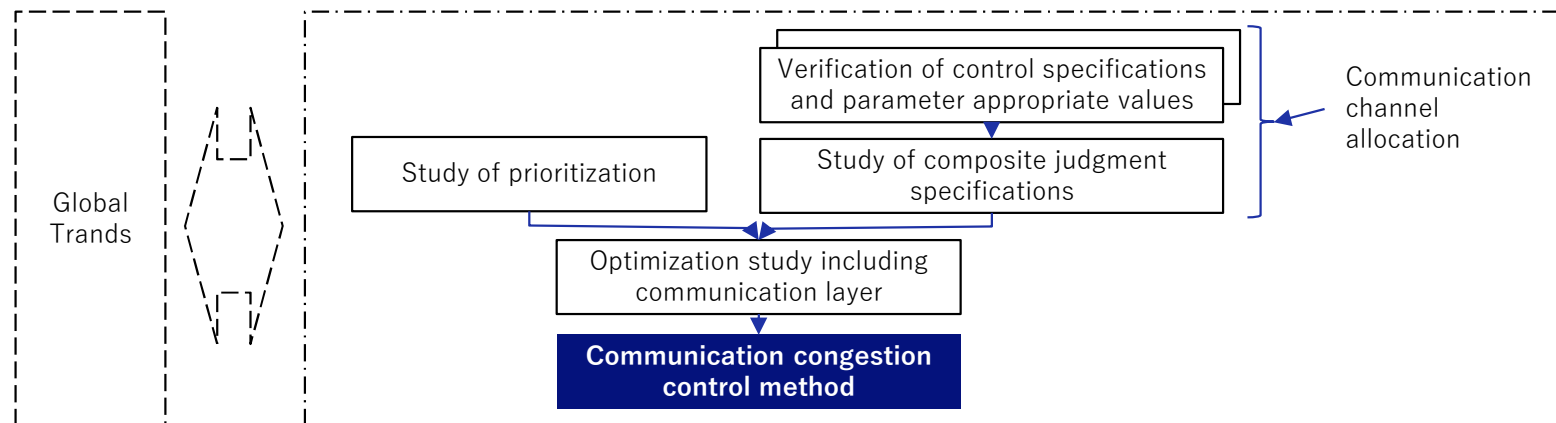 Global
Trands
Verification of control specifications
and parameter appropriate values
Communication
channel
allocation
Study of prioritization
Study of composite judgment
specifications
Optimization study including
communication layer
Communication congestion
control method